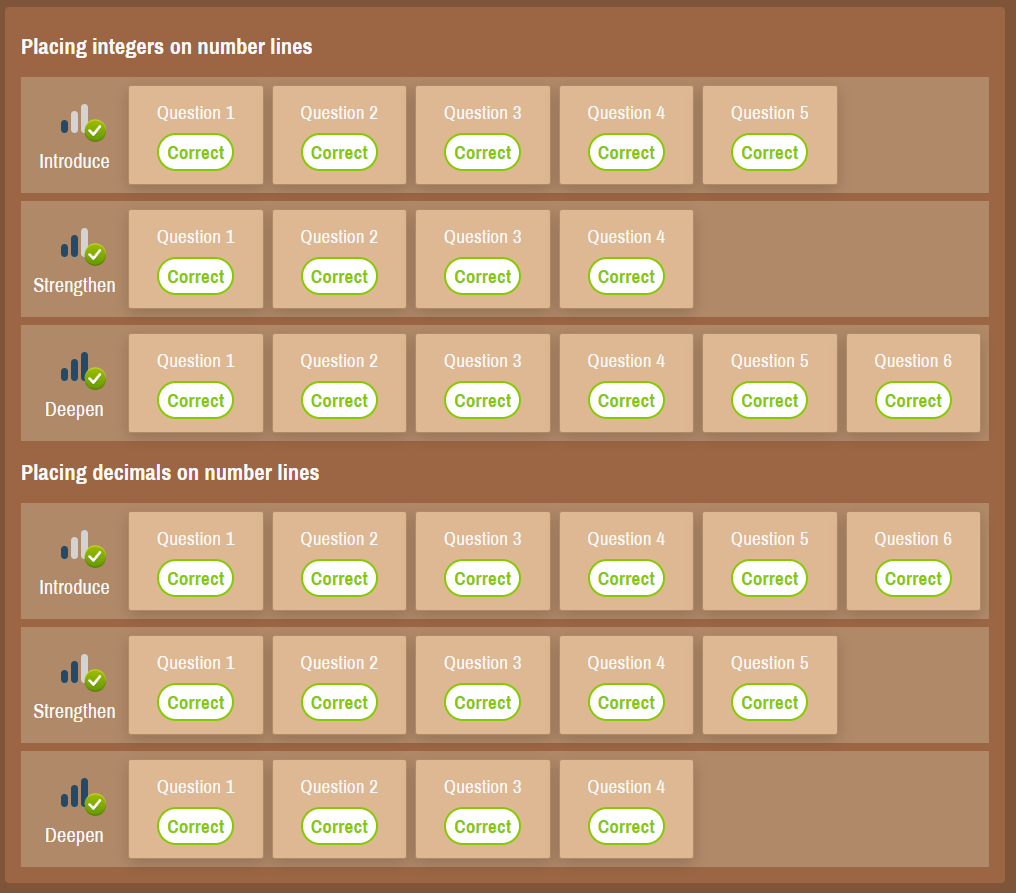 Placing integers on number lines
Question 1 Question 2 Question 3 Question 4 Question 5
Correct Correct Correct Correct Correct
Introduce
Question 1 Question 2 Question 3 Question 4
Correct Correct Correct Correct
Strengthen
Question 1 Question 2 Question 3 Question 4 Question 5 Question 6
Correct Correct Correct Correct Correct Correct
Deepen
Placing decimals on number lines
Question 1 Question 2 Question 3 Question 4 Question 5 Question 6
Correct Correct Correct Correct Correct Correct
Introduce
Question 1 Question 2 Question 3 Question 4 Question 5
Correct Correct Correct Correct Correct
Strengthen
Question 1 Question 2 Question 3 Question 4
Correct Correct Correct Correct
Deepen